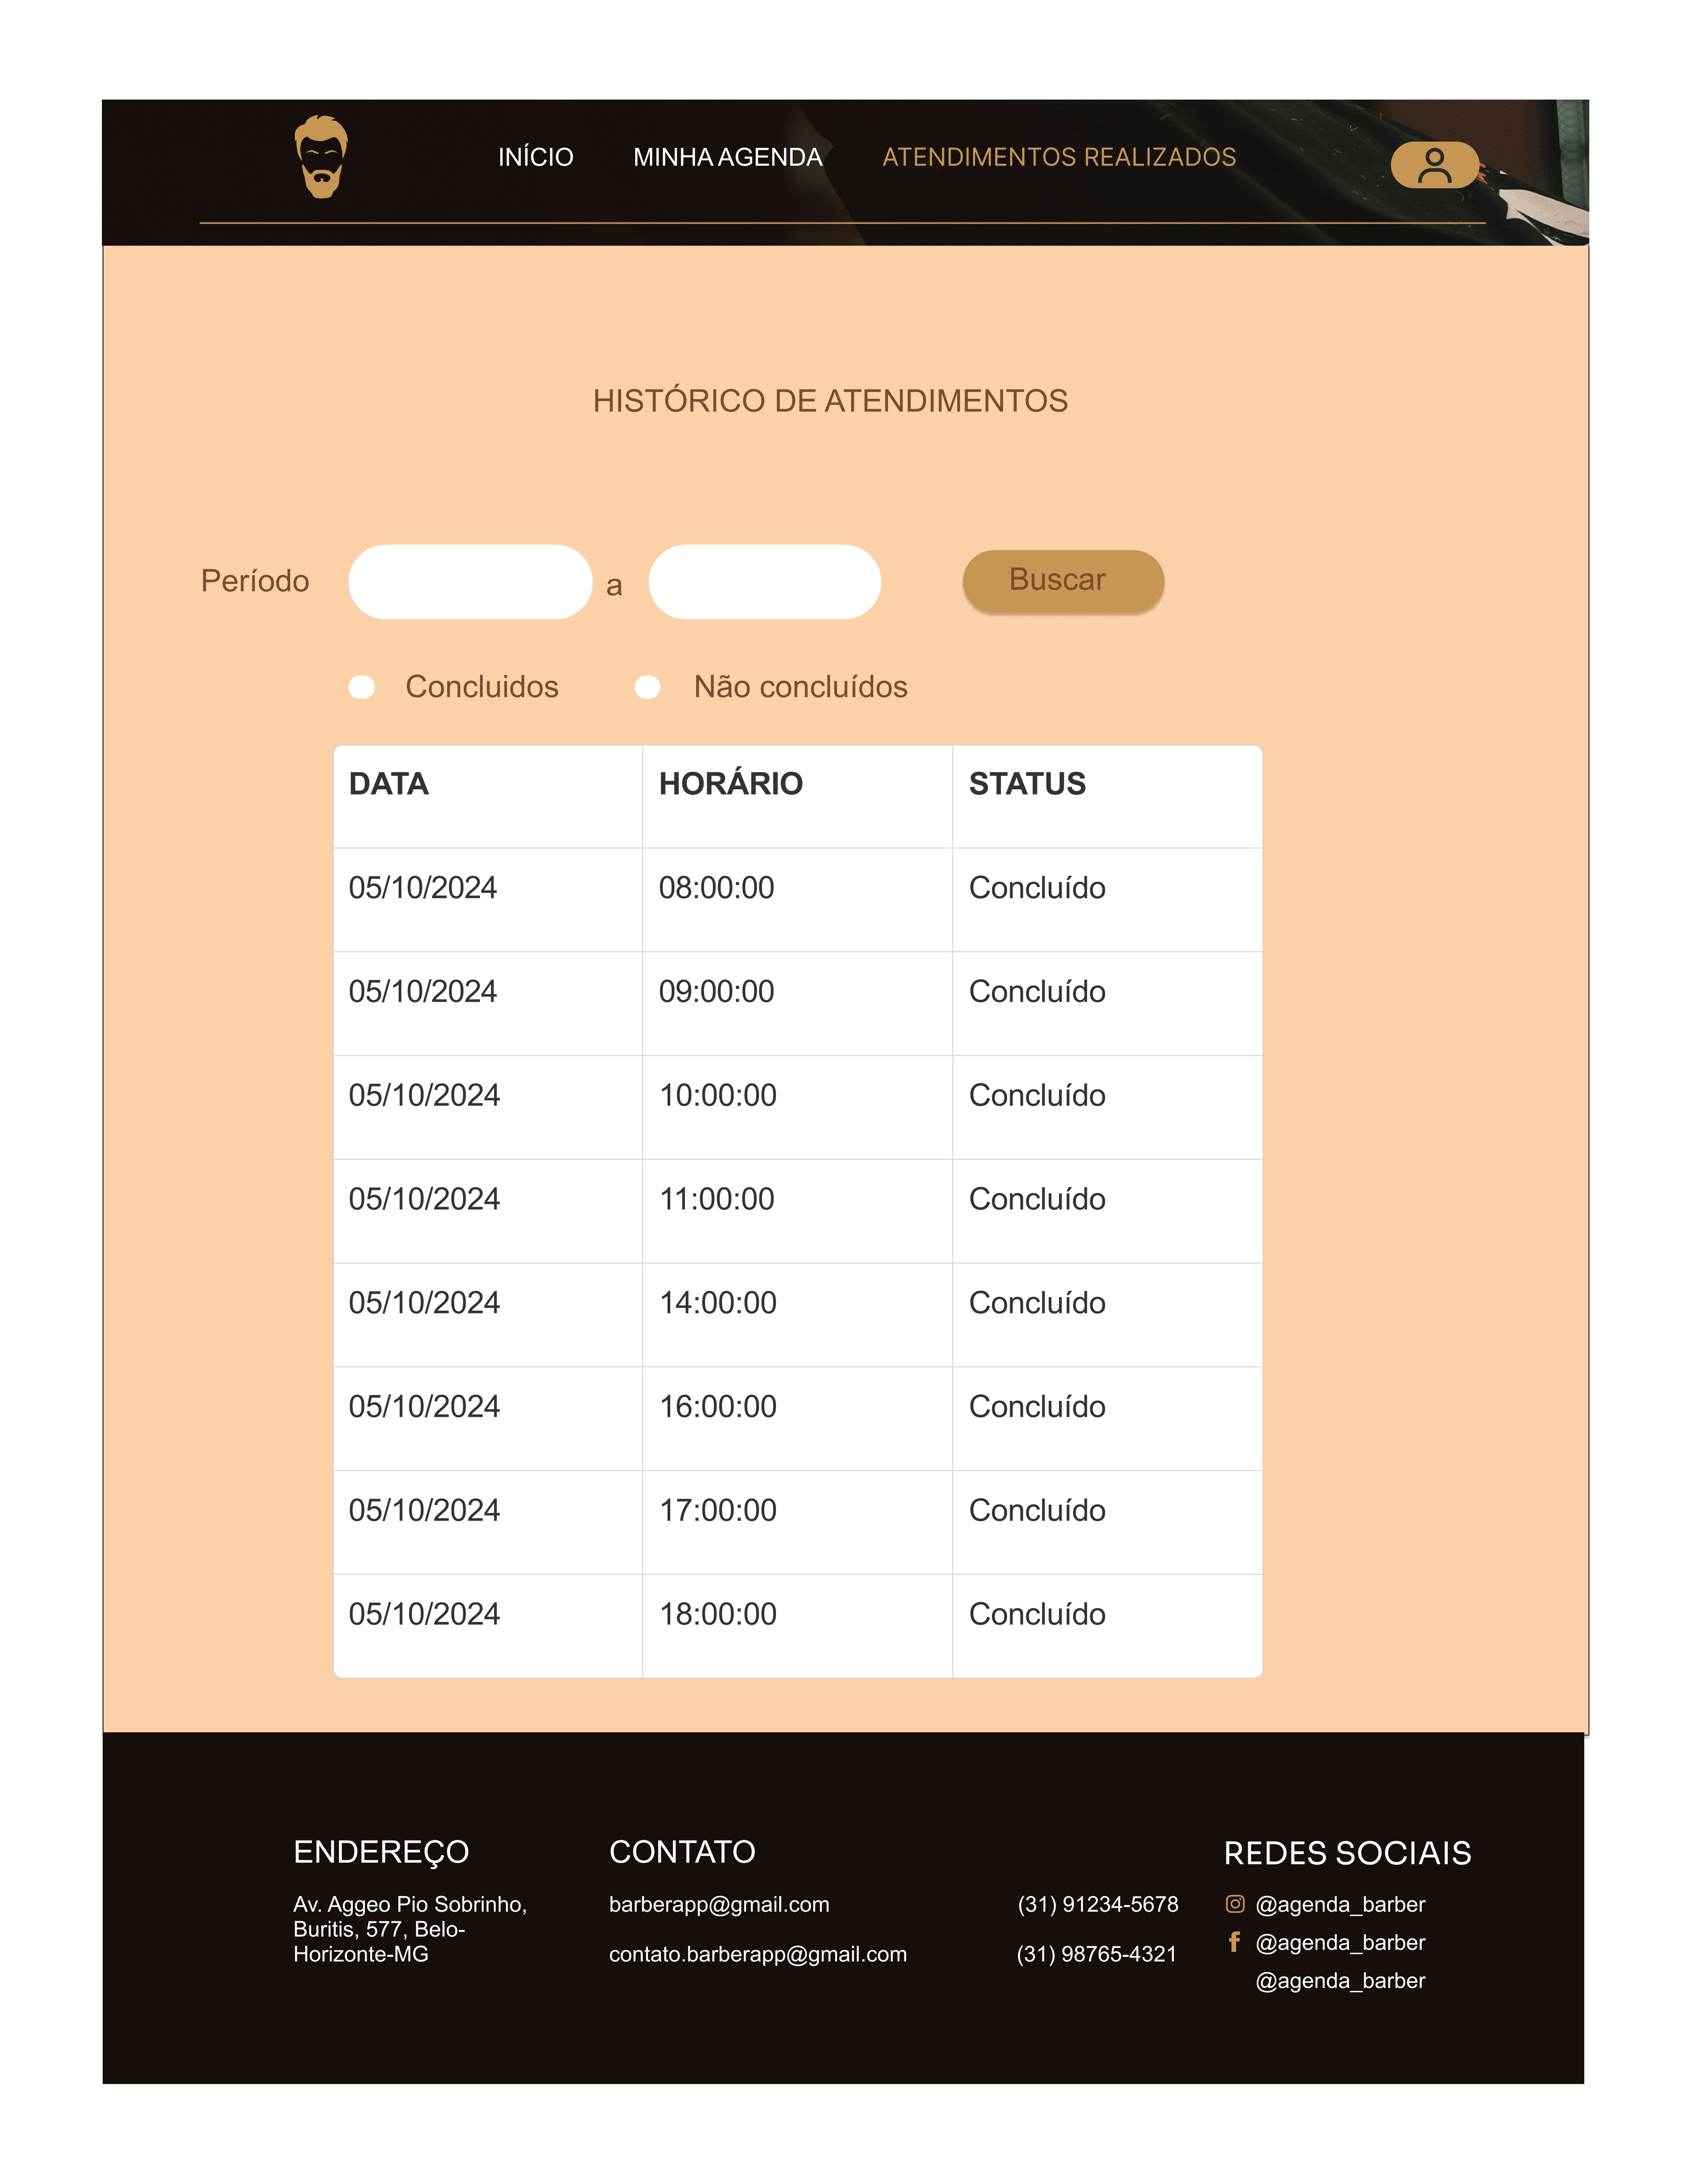 INÍCIO MINHA AGENDA ATENDIMENTOS REALIZADOS
HISTÓRICO DE ATENDIMENTOS
Período a Buscar
Concluidos Não concluídos
DATA HORÁRIO STATUS
05/10/2024 08:00:00 Concluído
05/10/2024 09:00:00 Concluído
05/10/2024 10:00:00 Concluído
05/10/2024 11:00:00 Concluído
05/10/2024 14:00:00 Concluído
05/10/2024 16:00:00 Concluído
05/10/2024 17:00:00 Concluído
05/10/2024 18:00:00 Concluído
ENDEREÇO
Av. Aggeo Pio Sobrinho,
Buritis, 577, Belo-
Horizonte-MG
CONTATO
barberapp@gmail.com (31) 91234-5678
contato.barberapp@gmail.com (31) 98765-4321
REDES SOCIAIS
@agenda_barber
@agenda_barber
@agenda_barber